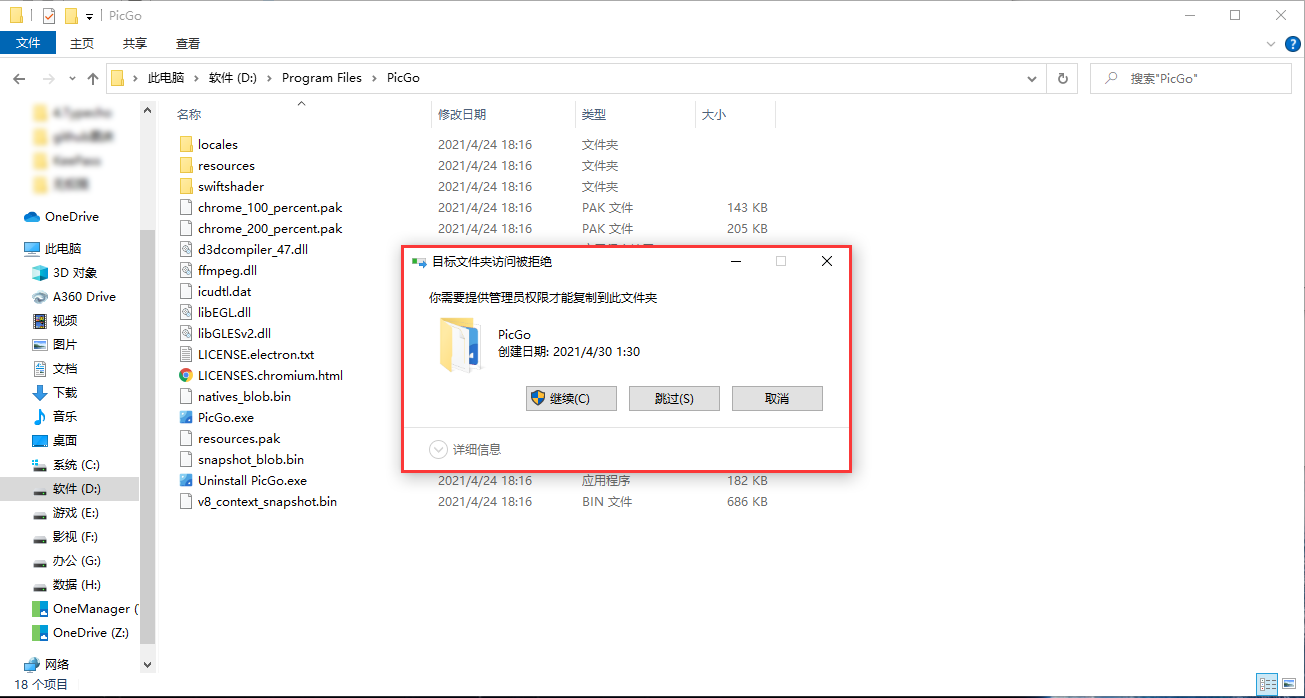 PicGo
文件 主页 共享 查看
此电脑 › 软件 (D:) › Program Files › PicGo
搜索"PicGo"
OneDrive
此电脑
3D 对象
A360 Drive
视频
图片
文档
下载
音乐
桌面
系统 (C:)
软件 (D:)
游戏 (E:)
影视 (F:)
办公 (G:)
数据 (H:)
OneManager (
OneDrive (Z:)
网络
名称 修改日期 类型 大小
locales 2021/4/24 18:16 文件夹
resources 2021/4/24 18:16 文件夹
swiftshader 2021/4/24 18:16 文件夹
chrome_100_percent.pak 2021/4/24 18:16 PAK 文件 143 KB
chrome_200_percent.pak 2021/4/24 18:16 PAK 文件 205 KB
d3dcompiler_47.dll
ffmpeg.dll
icudtl.dat
libEGL.dll
libGLESv2.dll
LICENSE.electron.txt
LICENSES.chromium.html
natives_blob.bin
PicGo.exe
resources.pak
snapshot_blob.bin
Uninstall PicGo.exe 2021/4/24 18:16 应用程序 182 KB
v8_context_snapshot.bin 2021/4/24 18:16 BIN 文件 686 KB
目标文件夹访问被拒绝
你需要提供管理员权限才能复制到此文件夹
PicGo
创建日期: 2021/4/30 1:30
继续(C) 跳过(S) 取消
详细信息
18 个项目